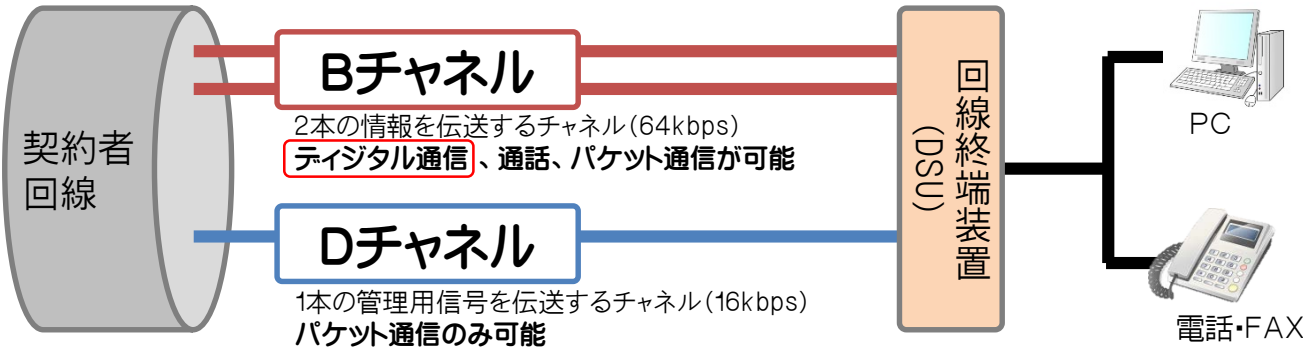 契約者
回線
Bチャネル
2本の情報を伝送するチャネル(64kbps)
ディジタル通信、通話、パケット通信が可能
Dチャネル
1本の管理用信号を伝送するチャネル(16kbps)
パケット通信のみ可能
回線終端装置
(DSU)
PC
電話・FAX